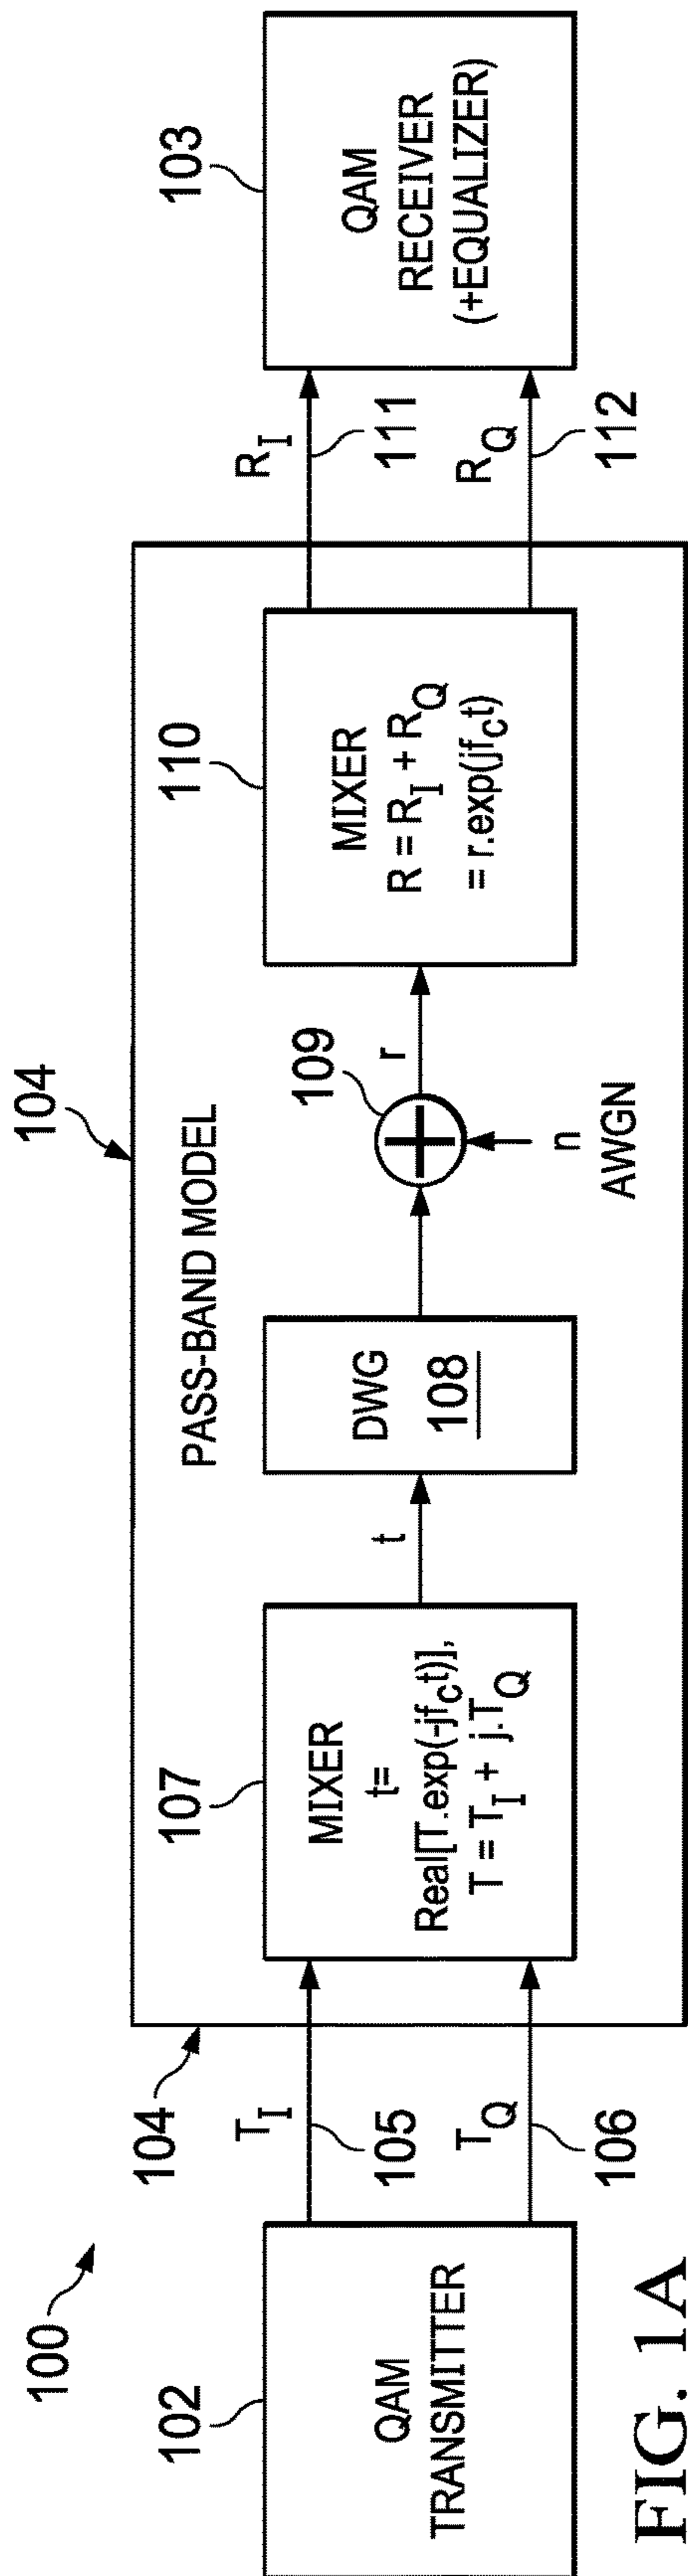 100
104
PASS-BAND MODEL
102
QAM
TRANSMITTER
104
T_I
105
T_Q
106
107
MIXER
t=
Real[T.exp(-jf_ct)],
T = T_I + j.T_Q
t
DWG
108
109
r
n
AWGN
110
MIXER
R = R_I + R_Q
= r.exp(jf_ct)
R_I
111
R_Q
112
103
QAM
RECEIVER
(+EQUALIZER)
FIG. 1A